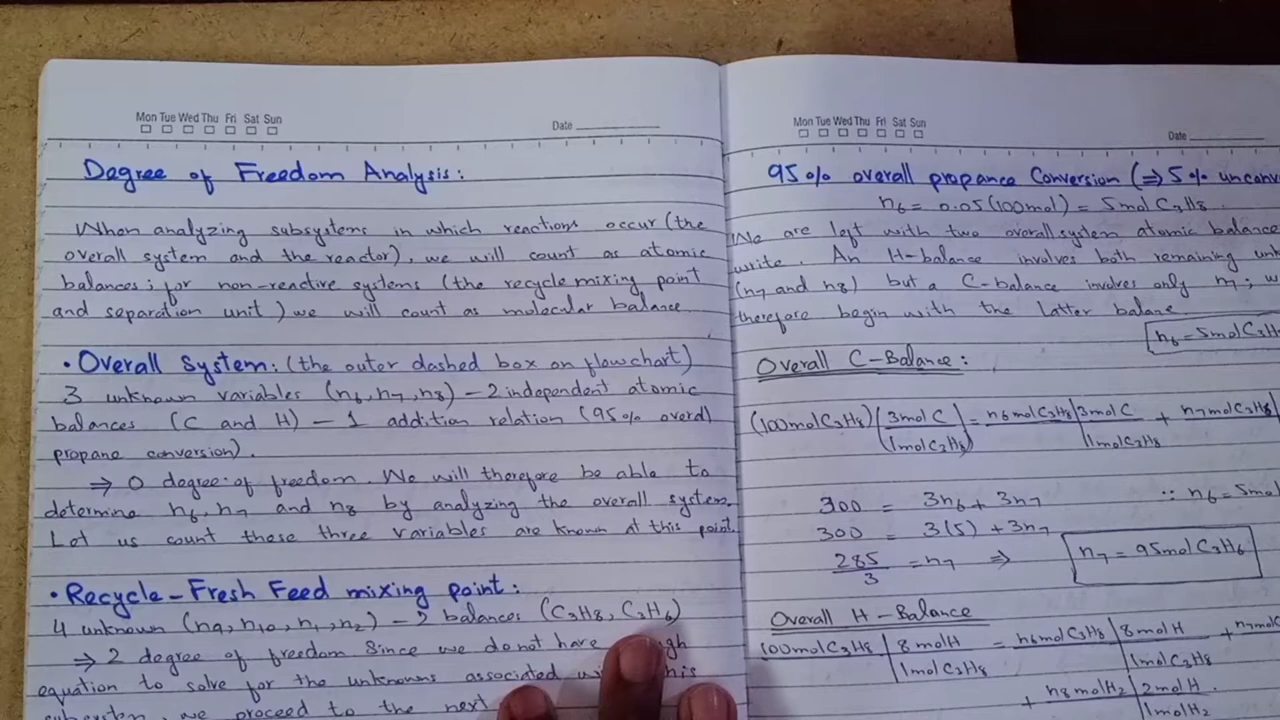 Mon Tue Wed Thu Fri Sat Sun
Date
Degree of Freedom Analysis:
When analyzing subsystems in which reactions occur (the
overall system and the reactor), we will count as atomic
balances; for non-reactive systems (the recycle mixing point
and separation unit) we will count as molecular balance.
• Overall System: (the outer dashed box on flowchart)
3 unknown variables (n6, n7, n8) - 2 independent atomic
balances (C and H) - 1 addition relation (95% overall
propane conversion).
⇒ 0 degree of freedom. We will therefore be able to
determine n6, n7 and n8 by analyzing the overall system.
Let us count these three variables are known at this point.
• Recycle-Fresh Feed mixing point:
4 unknown (n9, n10, n1, n2) - 2 balances (C3H8, C3H6)
⇒ 2 degree of freedom Since we do not have
equation to solve for the unknowns associated
we proceed to the next
Mon Tue Wed Thu Fri Sat Sun
Date
95% overall propance Conversion (⇒ 5% unconv
n6 = 0.05(100mol) = 5mol C3H8.
We are left with two overall system atomic balance
write. An H-balance involves both remaining un
(n7 and n8) but a C-balance involves only n7; w
therefore begin with the latter balane.
n6 = 5mol C3H
Overall C-Balance:
(100mol C3H8) (3mol C = n6 mol C3H8 | 3mol C + n7 mol C3H6
1mol C3H8) 1mol C3H8
300 = 3n6 + 3n7 ∵ n6 = 5mol
300 = 3(5) + 3n7
285/3 = n7 ⇒ n7 = 95mol C3H6
Overall H-Balance
100mol C3H8 | 8mol H = n6 mol C3H8 | 8mol H + n7 mol
1mol C3H8 1mol C3H8
+ n8 mol H2 | 2mol H
1mol H2